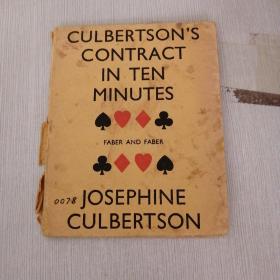 CULBERTSON'S
CONTRACT
IN TEN
MINUTES
FABER AND FABER
0078 JOSEPHINE
CULBERTSON